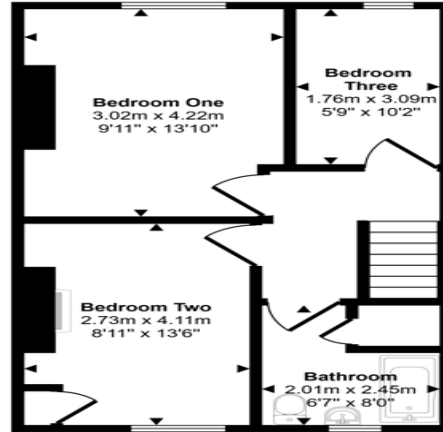 Bedroom One
3.02m x 4.22m
9'11" x 13'10"
Bedroom
Three
1.76m x 3.09m
5'9" x 10'2"
Bedroom Two
2.73m x 4.11m
8'11" x 13'6"
Bathroom
2.01m x 2.45m
6'7" x 8'0"